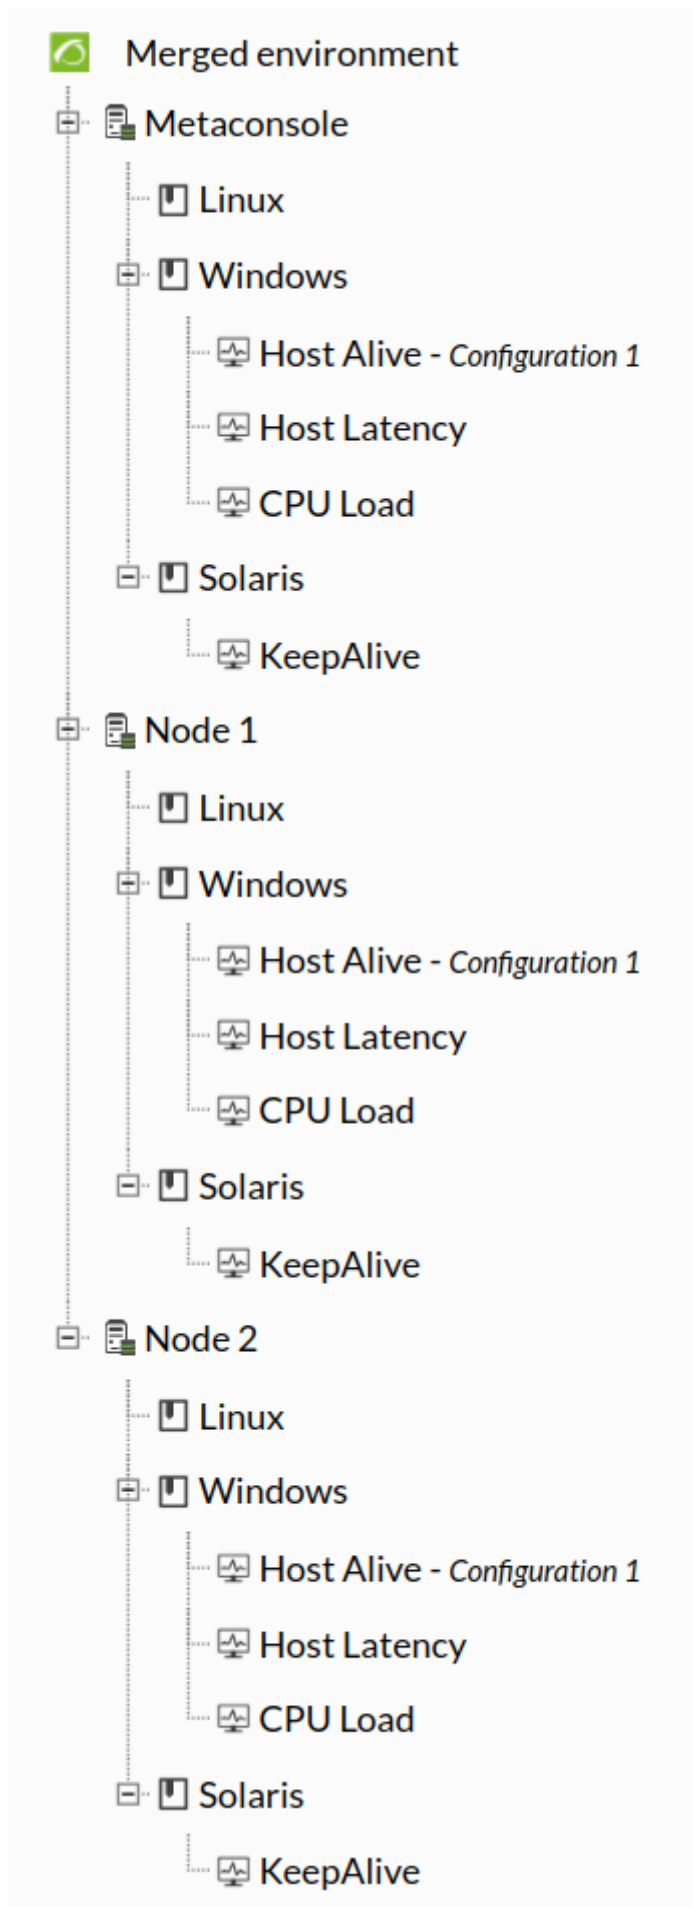 Merged environment
Metaconsole
Linux
Windows
Host Alive - Configuration 1
Host Latency
CPU Load
Solaris
KeepAlive
Node 1
Linux
Windows
Host Alive - Configuration 1
Host Latency
CPU Load
Solaris
KeepAlive
Node 2
Linux
Windows
Host Alive - Configuration 1
Host Latency
CPU Load
Solaris
KeepAlive